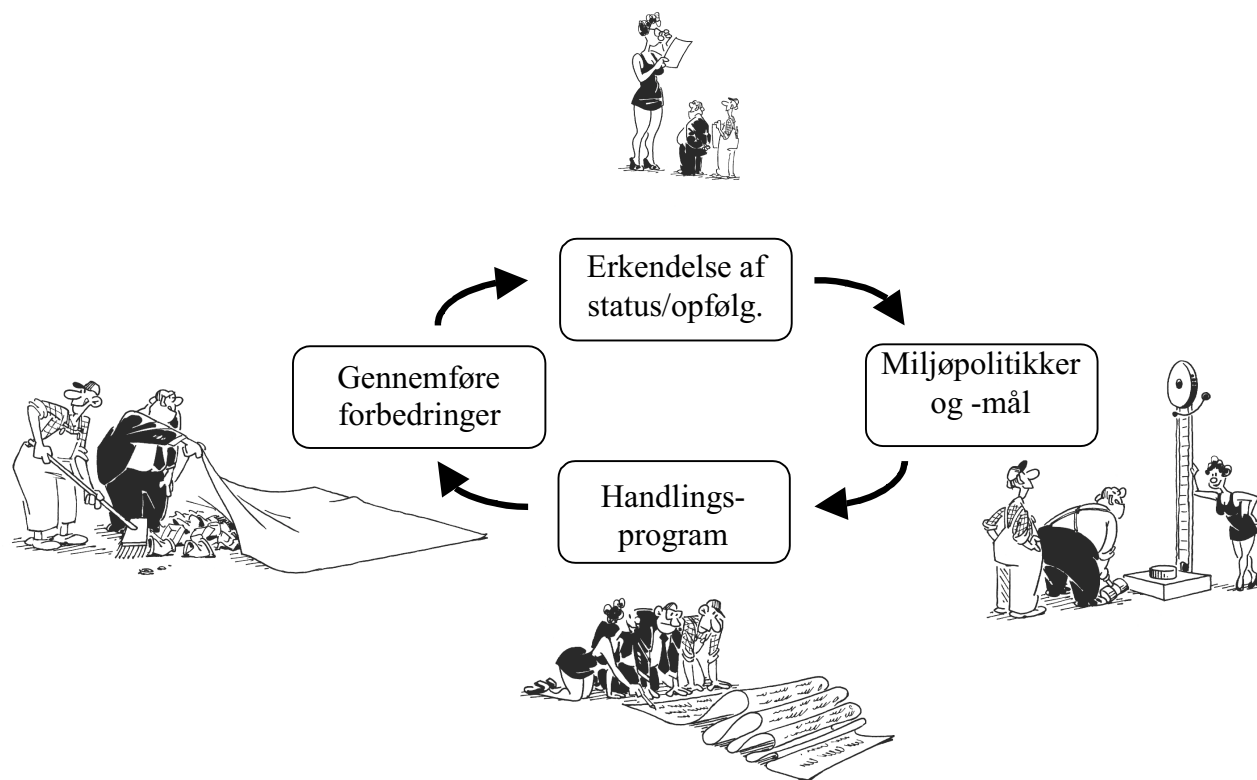 Erkendelse af
status/opfølg.
Miljøpolitikker
og -mål
Handlings-
program
Gennemføre
forbedringer